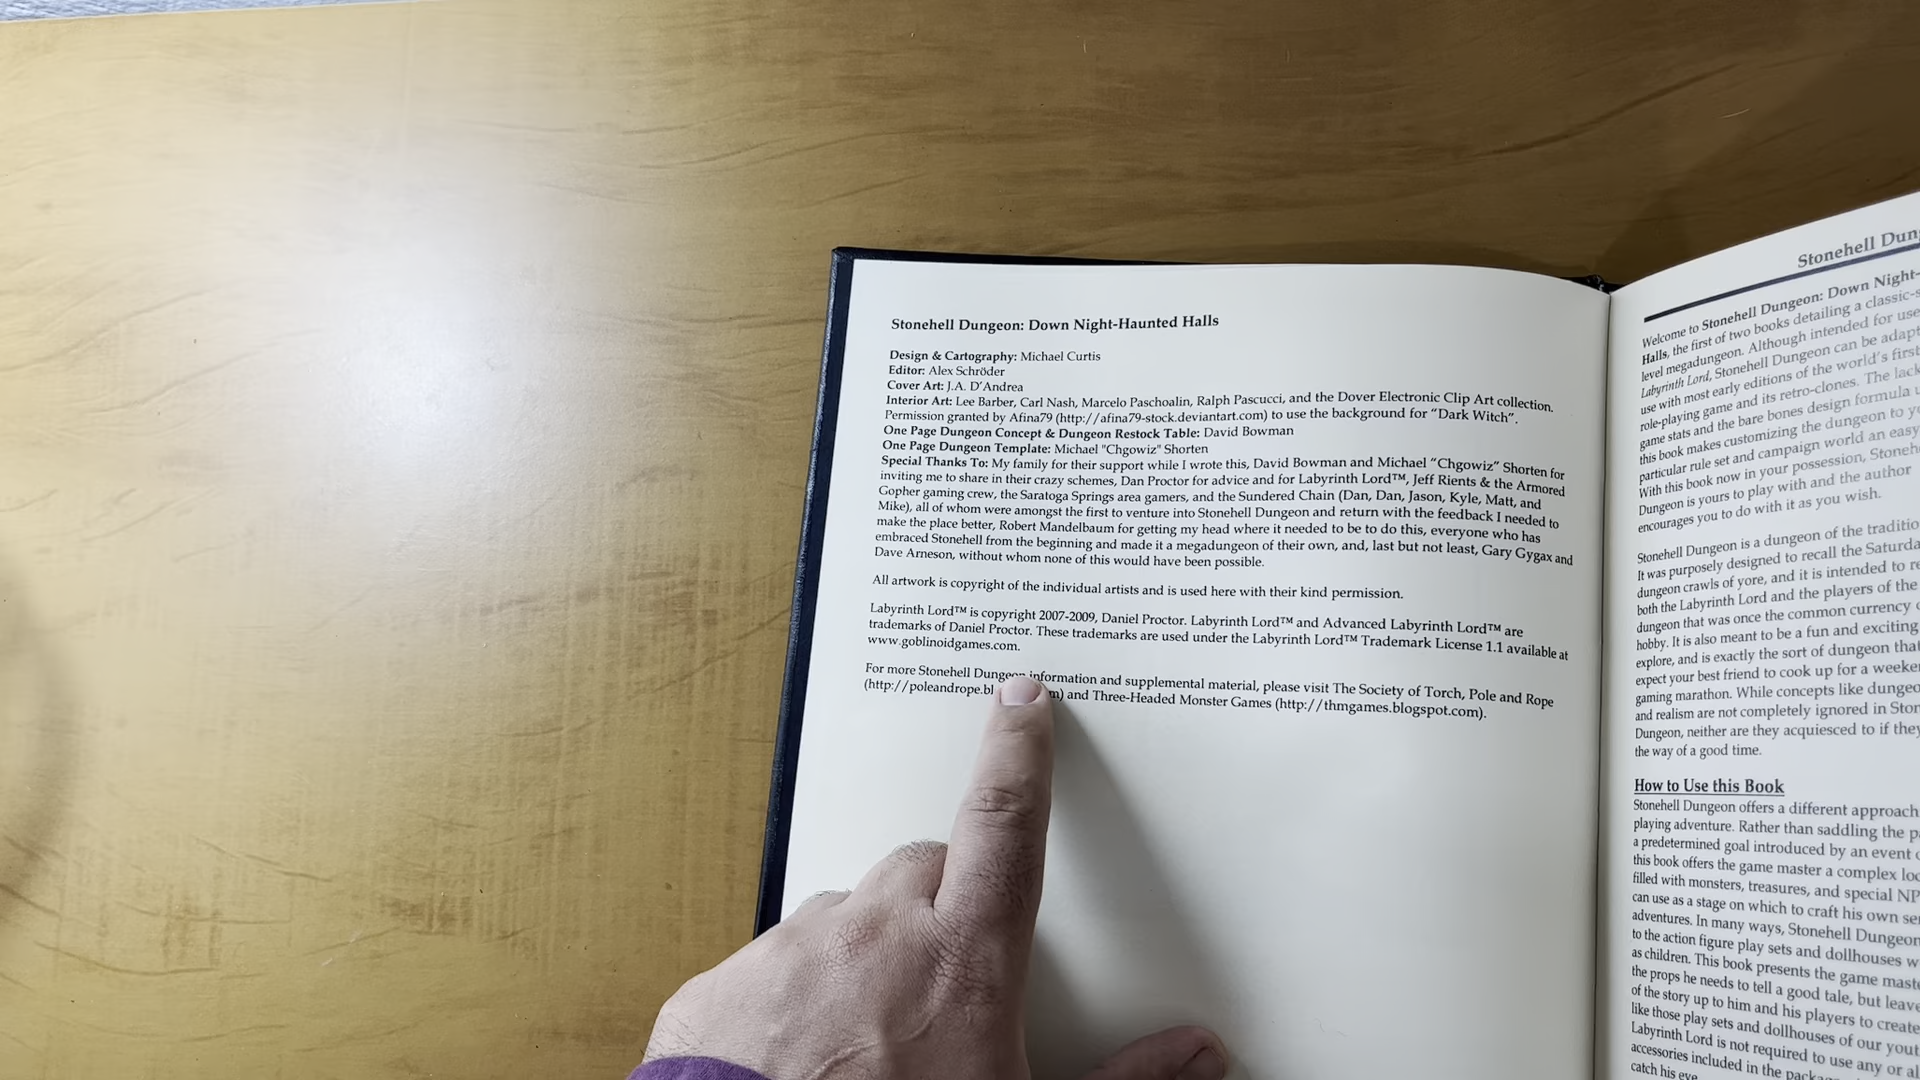 Stonehell Dungeon: Down Night-Haunted Halls
Design & Cartography: Michael Curtis
Editor: Alex Schröder
Cover Art: J.A. D'Andrea
Interior Art: Lee Barber, Carl Nash, Marcelo Paschoalin, Ralph Pascucci, and the Dover Electronic Clip Art collection.
Permission granted by Afina79 (http://afina79-stock.deviantart.com) to use the background for “Dark Witch”.
One Page Dungeon Concept & Dungeon Restock Table: David Bowman
One Page Dungeon Template: Michael "Chgowiz" Shorten
Special Thanks To: My family for their support while I wrote this, David Bowman and Michael “Chgowiz” Shorten for
inviting me to share in their crazy schemes, Dan Proctor for advice and for Labyrinth Lord™, Jeff Rients & the Armored
Gopher gaming crew, the Saratoga Springs area gamers, and the Sundered Chain (Dan, Dan, Jason, Kyle, Matt, and
Mike), all of whom were amongst the first to venture into Stonehell Dungeon and return with the feedback I needed to
make the place better, Robert Mandelbaum for getting my head where it needed to be to do this, everyone who has
embraced Stonehell from the beginning and made it a megadungeon of their own, and, last but not least, Gary Gygax and
Dave Arneson, without whom none of this would have been possible.
All artwork is copyright of the individual artists and is used here with their kind permission.
Labyrinth Lord™ is copyright 2007-2009, Daniel Proctor. Labyrinth Lord™ and Advanced Labyrinth Lord™ are
trademarks of Daniel Proctor. These trademarks are used under the Labyrinth Lord™ Trademark License 1.1 available at
www.goblinoidgames.com.
For more Stonehell Dungeon information and supplemental material, please visit The Society of Torch, Pole and Rope
(http://poleandrope.bl m) and Three-Headed Monster Games (http://thmgames.blogspot.com).
Stonehell
Welcome to Stonehell Dungeon: Down
Halls, the first of two books detailing a
level megadungeon. Although intended for use
Labyrinth Lord, Stonehell Dungeon can be
use with most early editions of the world's first
role-playing game and its retro-clones. The lack
game stats and the bare bones design formula
this book makes customizing the dungeon to
particular rule set and campaign world an easy
With this book now in your possession,
Dungeon is yours to play with and the author
encourages you to do with it as you wish.
Stonehell Dungeon is a dungeon of the
It was purposely designed to recall the
dungeon crawls of yore, and it is intended to
both the Labyrinth Lord and the players of the
dungeon that was once the common currency
hobby. It is also meant to be a fun and exciting
explore, and is exactly the sort of dungeon that
expect your best friend to cook up for a
gaming marathon. While concepts like
and realism are not completely ignored in
Dungeon, neither are they acquiesced to if they
the way of a good time.
How to Use this Book
Stonehell Dungeon offers a different approach
playing adventure. Rather than saddling the
a predetermined goal introduced by an event
this book offers the game master a complex
filled with monsters, treasures, and special
can use as a stage on which to craft his own
adventures. In many ways, Stonehell Dungeon
to the action figure play sets and dollhouses
as children. This book presents the game
the props he needs to tell a good tale, but
of the story up to him and his players to create
like those play sets and dollhouses of our
Labyrinth Lord is not required to use any or
accessories included in the
catch his eye